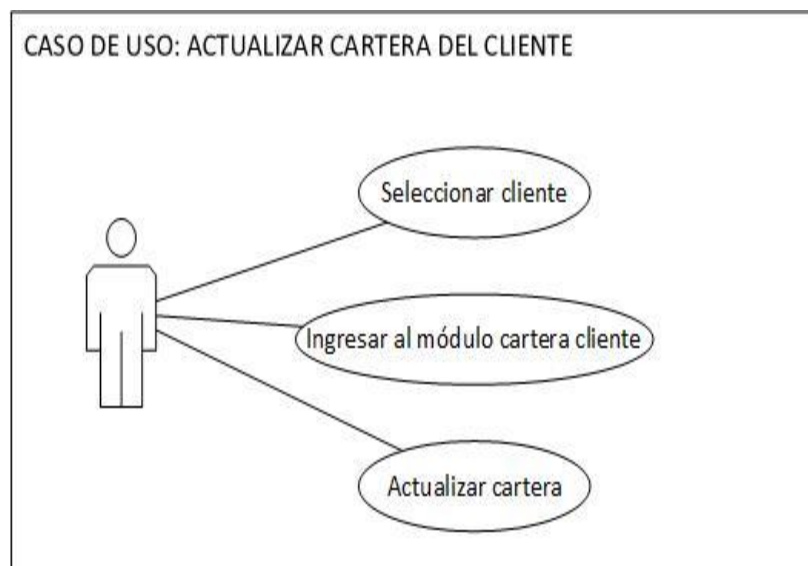 CASO DE USO: ACTUALIZAR CARTERA DEL CLIENTE
Seleccionar cliente
Ingresar al módulo cartera cliente
Actualizar cartera